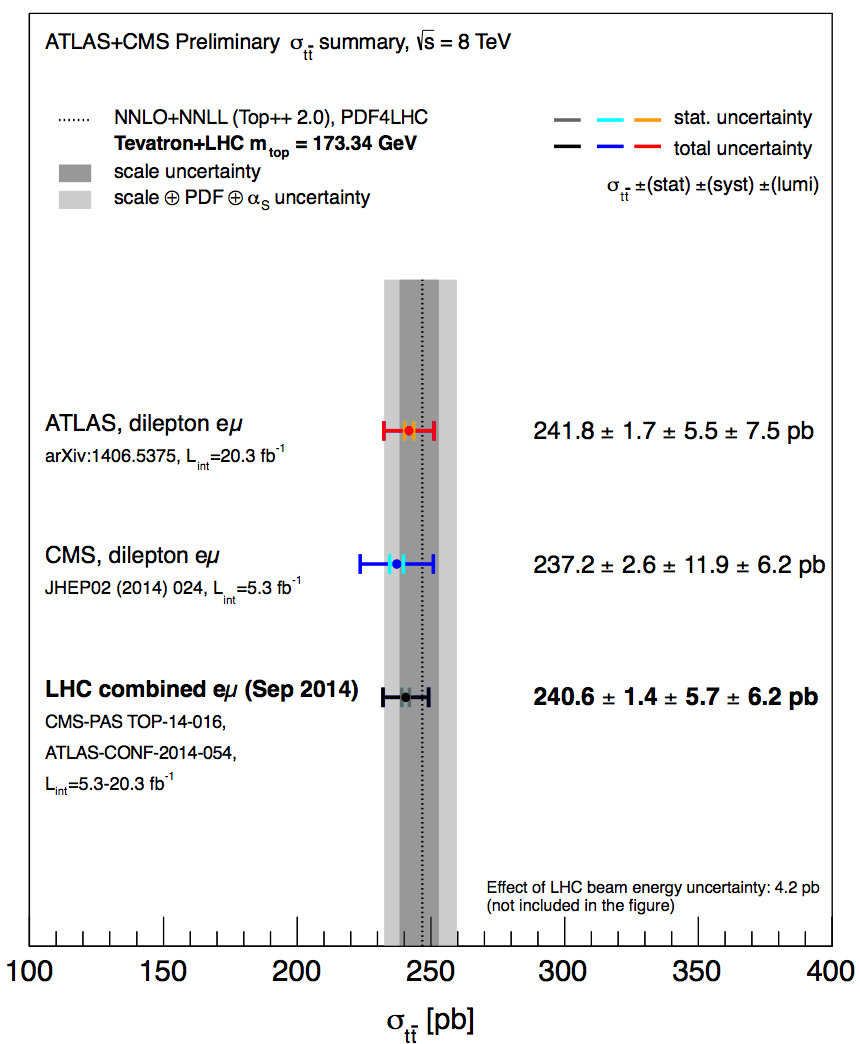 ATLAS+CMS Preliminary σtt̄ summary, √s = 8 TeV
NNLO+NNLL (Top++ 2.0), PDF4LHC
Tevatron+LHC mtop = 173.34 GeV
scale uncertainty
scale ⊕ PDF ⊕ αS uncertainty
stat. uncertainty
total uncertainty
σtt̄ ±(stat) ±(syst) ±(lumi)
ATLAS, dilepton eμ
241.8 ± 1.7 ± 5.5 ± 7.5 pb
arXiv:1406.5375, Lint=20.3 fb-1
CMS, dilepton eμ
237.2 ± 2.6 ± 11.9 ± 6.2 pb
JHEP02 (2014) 024, Lint=5.3 fb-1
LHC combined eμ (Sep 2014)
240.6 ± 1.4 ± 5.7 ± 6.2 pb
CMS-PAS TOP-14-016,
ATLAS-CONF-2014-054,
Lint=5.3-20.3 fb-1
Effect of LHC beam energy uncertainty: 4.2 pb
(not included in the figure)
100 150 200 250 300 350 400
σtt̄ [pb]